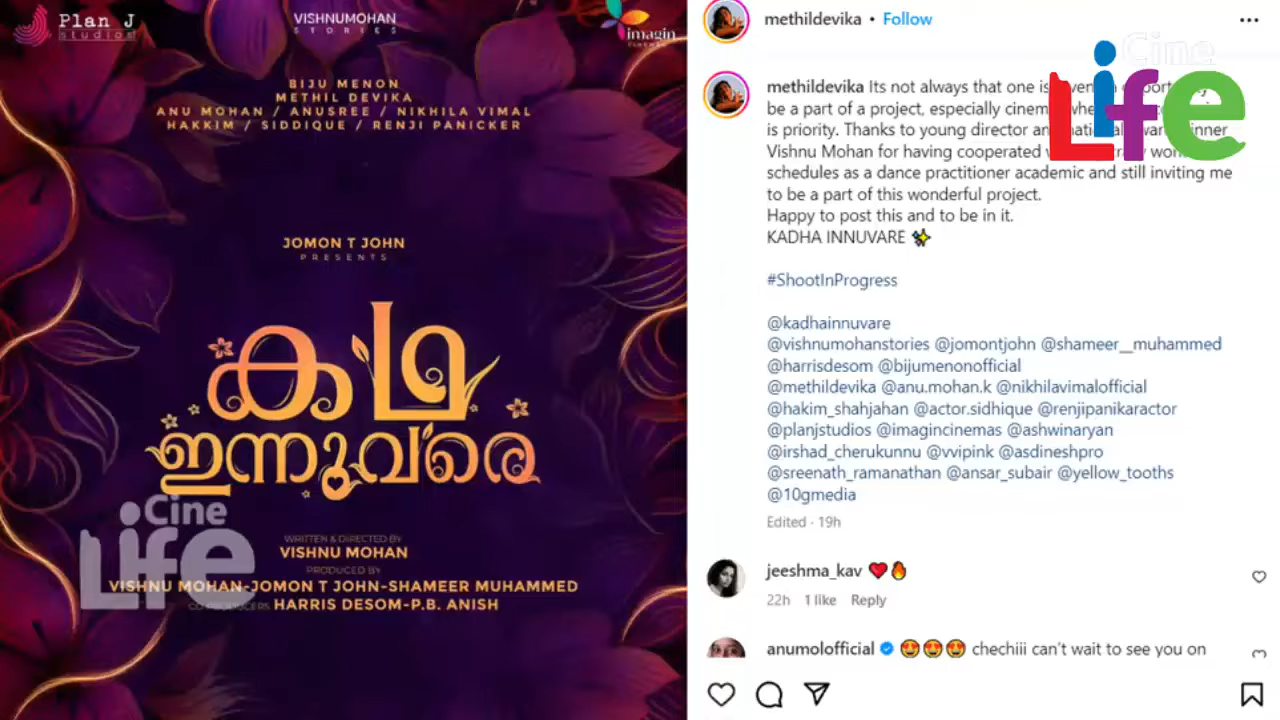 Plan J
studios
VISHNUMOHAN
STORIES
imagin
CINEMAS
BIJU MENON
METHIL DEVIKA
ANU MOHAN / ANUSREE / NIKHILA VIMAL
HAKKIM / SIDDIQUE / RENJI PANICKER
JOMON T JOHN
PRESENTS
കഥ
ഇന്നുവരെ
WRITTEN & DIRECTED BY
VISHNU MOHAN
PRODUCED BY
VISHNU MOHAN-JOMON T JOHN-SHAMEER MUHAMMED
CO-PRODUCERS HARRIS DESOM-P.B. ANISH
Cine
Life
methildevika • Follow
Cine
Life
methildevika Its not always that one is
be a part of a project, especially
is priority. Thanks to young director
Vishnu Mohan for having cooperated
schedules as a dance practitioner academic and still inviting me
to be a part of this wonderful project.
Happy to post this and to be in it.
KADHA INNUVARE ✨
#ShootInProgress
@kadhainnuvare
@vishnumohanstories @jomontjohn @shameer__muhammed
@harrisdesom @bijumenonofficial
@methildevika @anu.mohan.k @nikhilavimalofficial
@hakim_shahjahan @actor.sidhique @renjipanikaractor
@planjstudios @imagincinemas @ashwinaryan
@irshad_cherukunnu @vvipink @asdineshpro
@sreenath_ramanathan @ansar_subair @yellow_tooths
@10gmedia
Edited · 19h
jeeshma_kav ❤️🔥
22h 1 like Reply
anumolofficial 😍😍😍 chechiii can't wait to see you on